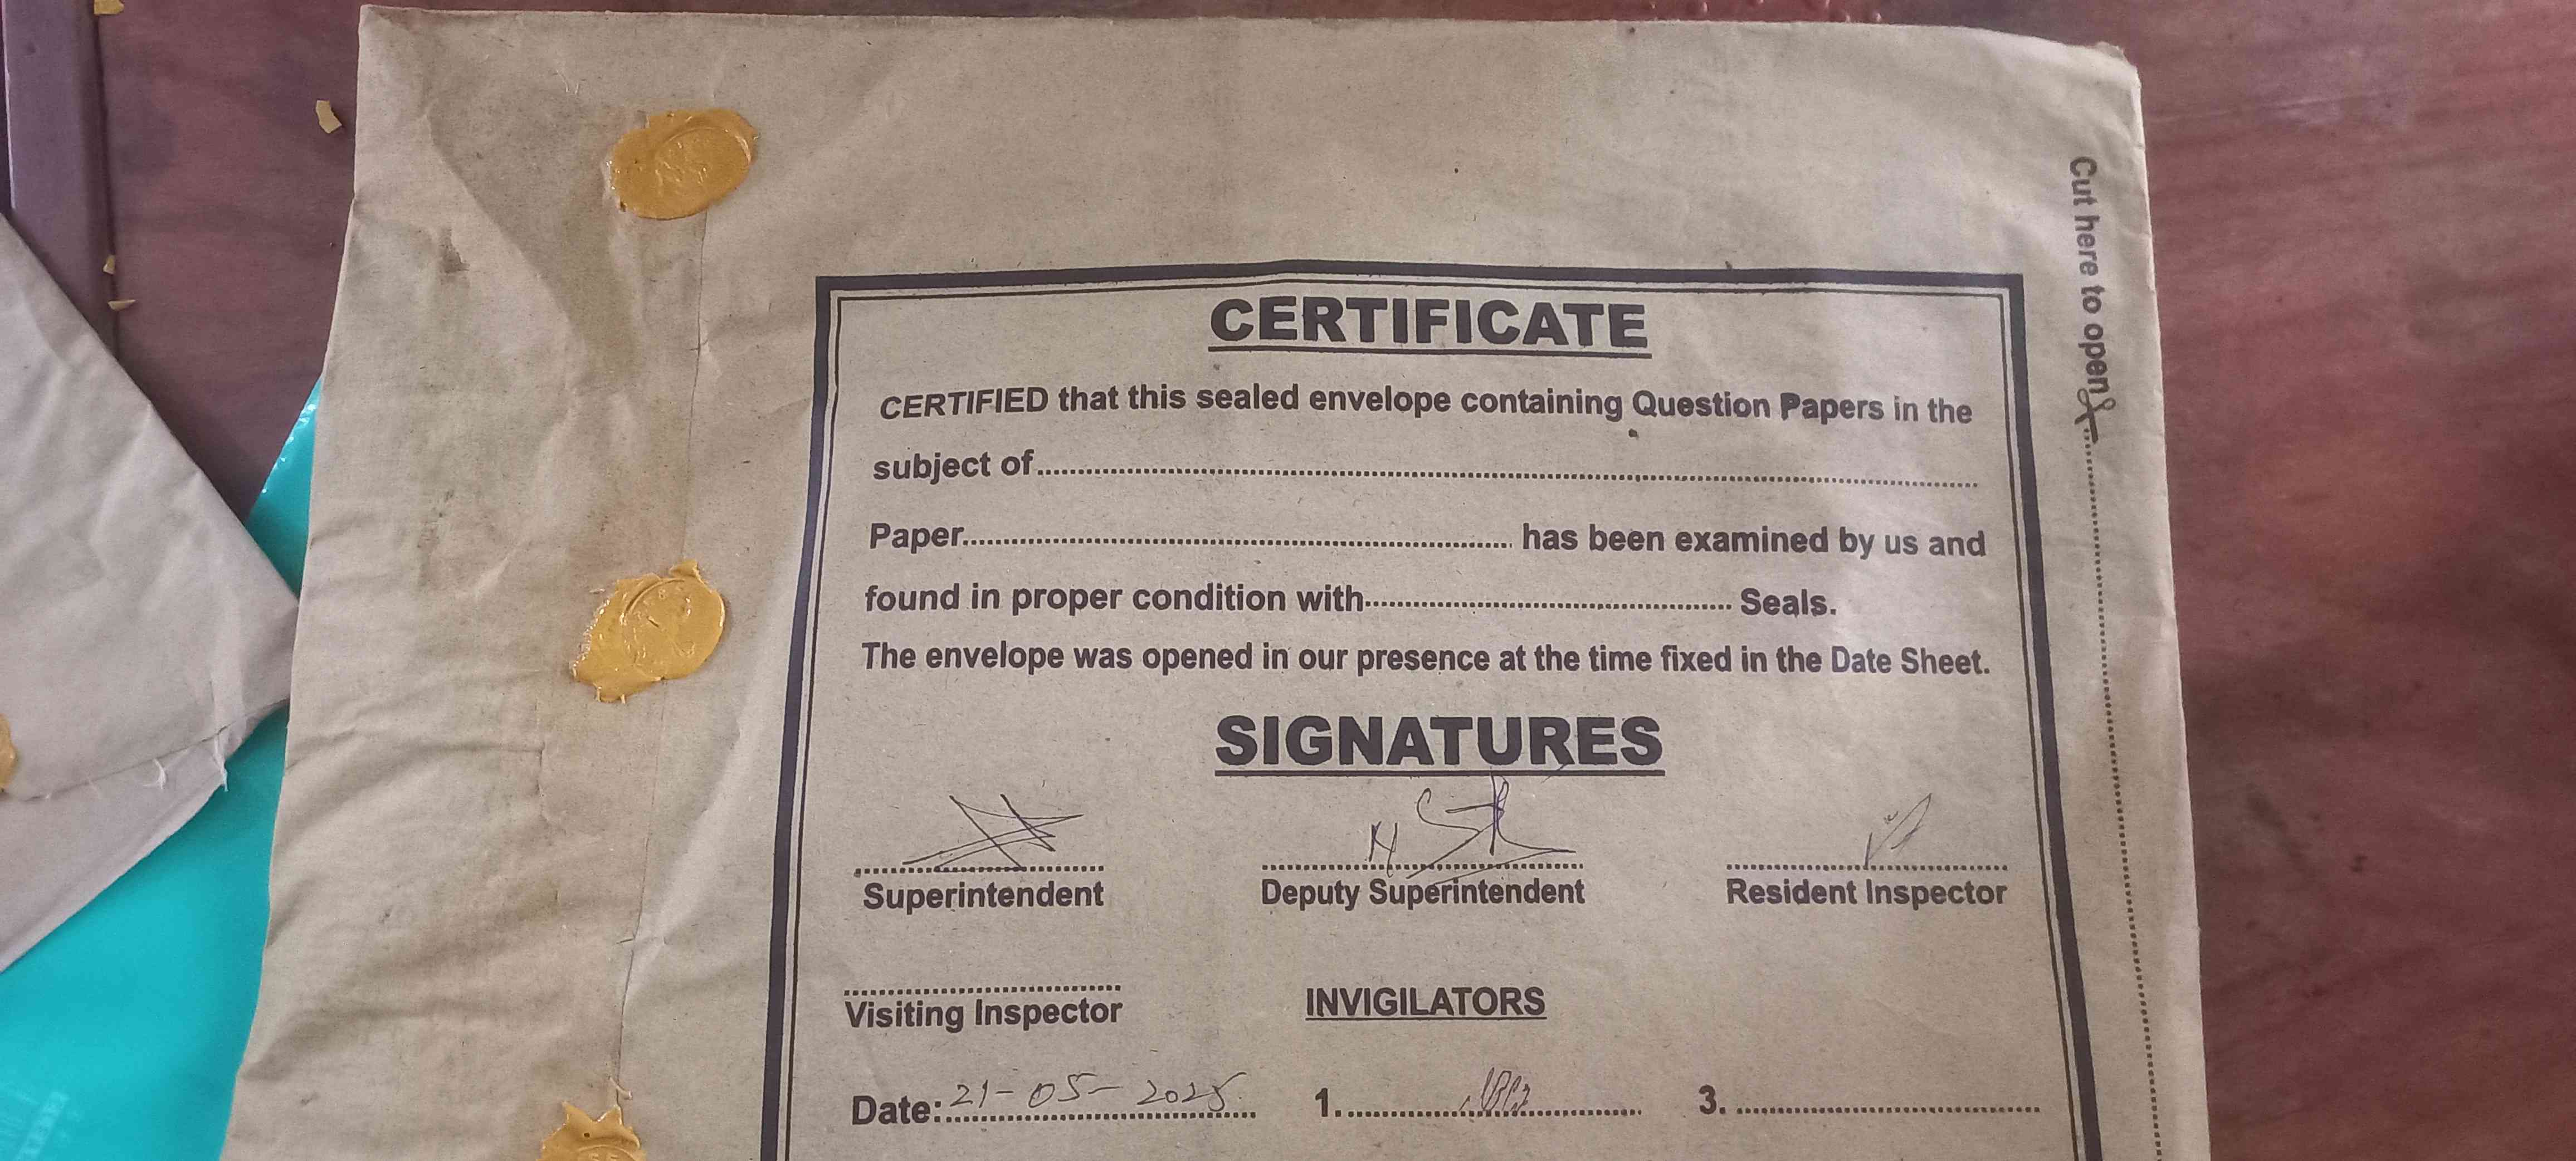 CERTIFICATE
CERTIFIED that this sealed envelope containing Question Papers in the
subject of
Paper has been examined by us and
found in proper condition with Seals.
The envelope was opened in our presence at the time fixed in the Date Sheet.
SIGNATURES
Superintendent Deputy Superintendent Resident Inspector
Visiting Inspector INVIGILATORS
Date: 21-05-2025 1. 3.
Cut here to open